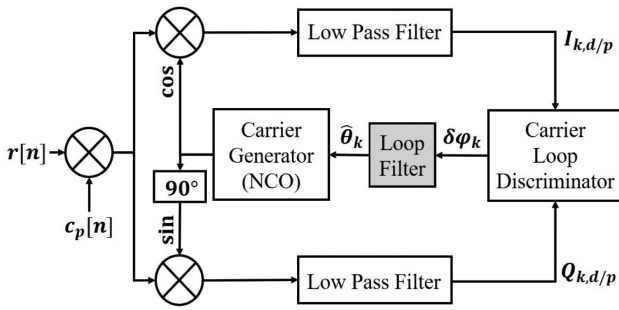 Low Pass Filter
I_{k,d/p}
cos
r[n]
c_p[n]
90°
sin
Carrier
Generator
(NCO)
θ̂_k
Loop
Filter
δφ_k
Carrier
Loop
Discriminator
Low Pass Filter
Q_{k,d/p}